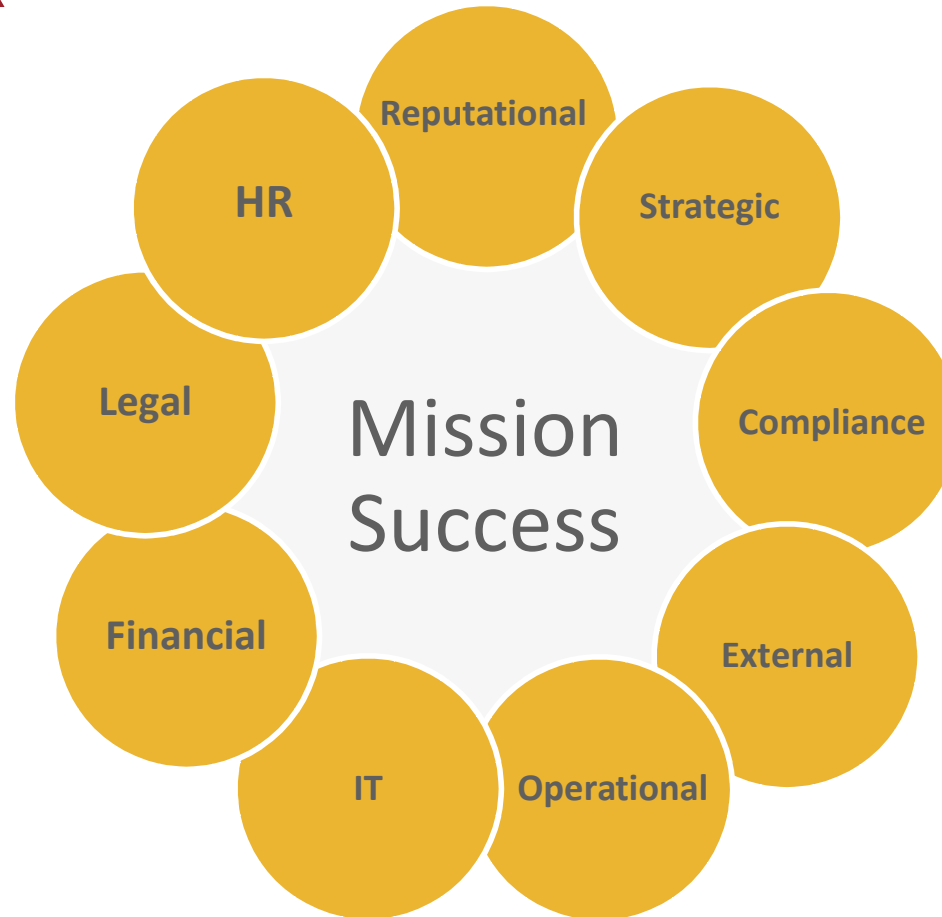 Reputational
Strategic
Compliance
External
Operational
IT
Financial
Legal
HR
Mission
Success